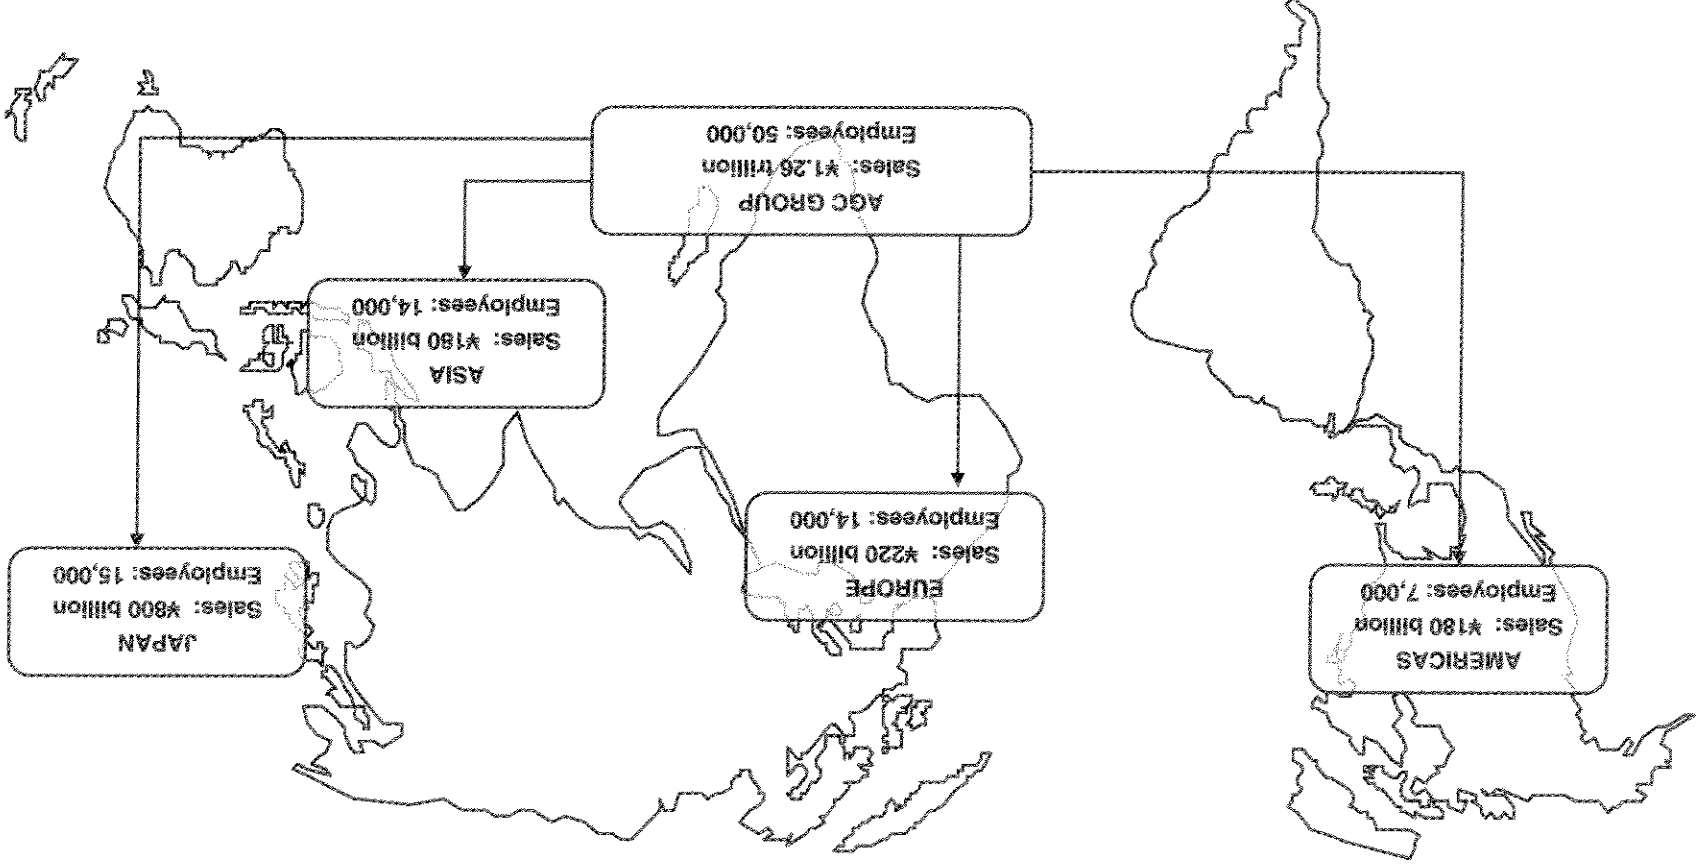 AMERICAS
Sales: ¥180 billion
Employees: 7,000
EUROPE
Sales: ¥220 billion
Employees: 14,000
JAPAN
Sales: ¥800 billion
Employees: 15,000
ASIA
Sales: ¥180 billion
Employees: 14,000
AGC GROUP
Sales: ¥1.26 trillion
Employees: 50,000